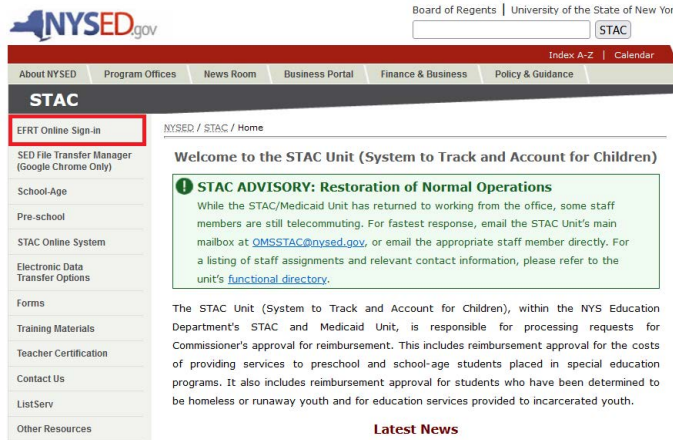 Board of Regents | University of the State of New Yor
NYSED.gov
STAC
Index A-Z | Calendar
About NYSED Program Offices News Room Business Portal Finance & Business Policy & Guidance
STAC
EFRT Online Sign-in
SED File Transfer Manager
(Google Chrome Only)
School-Age
Pre-school
STAC Online System
Electronic Data
Transfer Options
Forms
Training Materials
Teacher Certification
Contact Us
ListServ
Other Resources
NYSED / STAC / Home
Welcome to the STAC Unit (System to Track and Account for Children)
STAC ADVISORY: Restoration of Normal Operations
While the STAC/Medicaid Unit has returned to working from the office, some staff
members are still telecommuting. For fastest response, email the STAC Unit's main
mailbox at OMSSTAC@nysed.gov, or email the appropriate staff member directly. For
a listing of staff assignments and relevant contact information, please refer to the
unit's functional directory.
The STAC Unit (System to Track and Account for Children), within the NYS Education
Department's STAC and Medicaid Unit, is responsible for processing requests for
Commissioner's approval for reimbursement. This includes reimbursement approval for the costs
of providing services to preschool and school-age students placed in special education
programs. It also includes reimbursement approval for students who have been determined to
be homeless or runaway youth and for education services provided to incarcerated youth.
Latest News